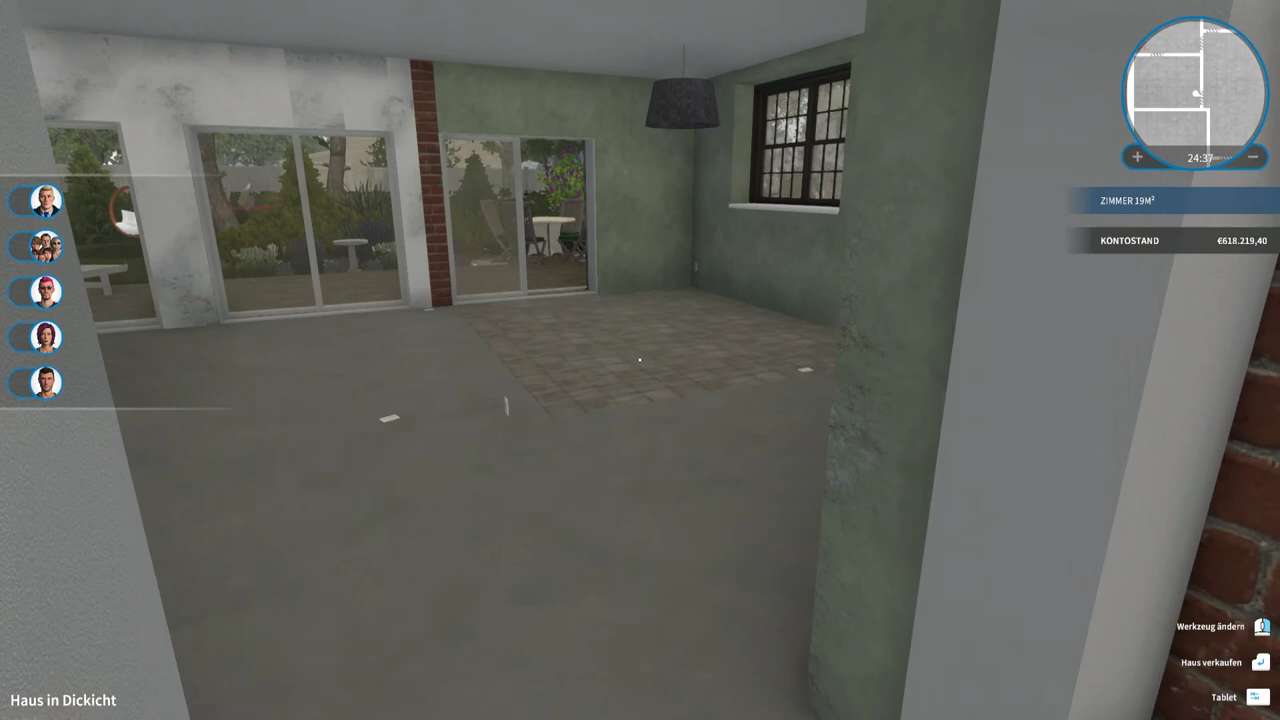 24:37
ZIMMER 19M²
KONTOSTAND €618.219,40
Werkzeug ändern
Haus verkaufen
Tablet
Haus in Dickicht